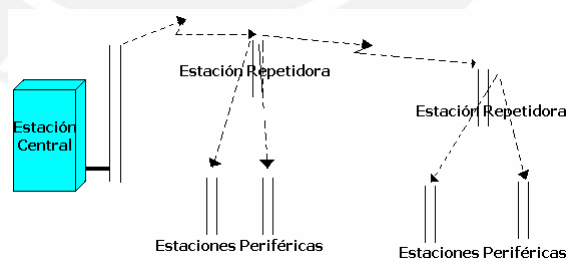 Estación Repetidora
Estación Repetidora
Estación
Central
Estaciones Periféricas
Estaciones Periféricas